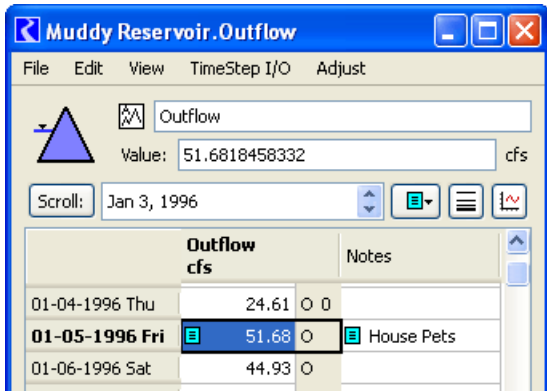 Muddy Reservoir.Outflow
File Edit View TimeStep I/O Adjust
Outflow
Value: 51.6818458332 cfs
Scroll: Jan 3, 1996
Outflow
cfs Notes
01-04-1996 Thu 24.61 O O
01-05-1996 Fri 51.68 O House Pets
01-06-1996 Sat 44.93 O